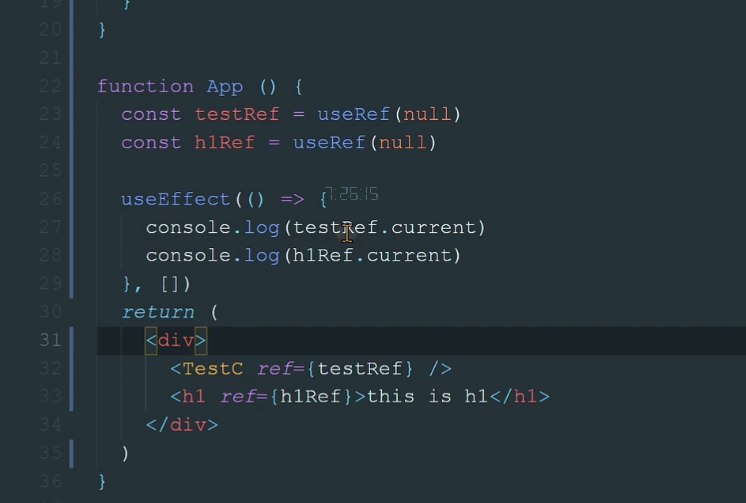 19 }
20 }
21
22 function App () {
23 const testRef = useRef(null)
24 const h1Ref = useRef(null)
25
26 useEffect(() => {
7:25:15
27 console.log(testRef.current)
28 console.log(h1Ref.current)
29 }, [])
30 return (
31 <div>
32 <TestC ref={testRef} />
33 <h1 ref={h1Ref}>this is h1</h1>
34 </div>
35 )
36 }